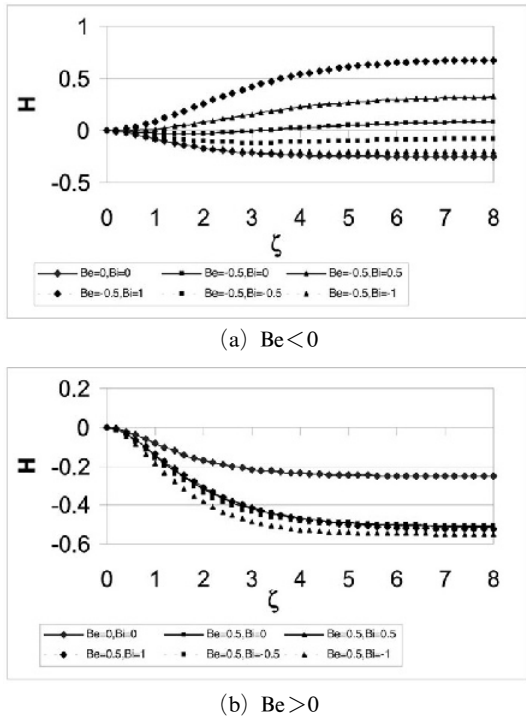 1
0.5
H
0
-0.5
0 1 2 3 4 5 6 7 8
ζ
Be=0,Bi=0 Be=-0.5,Bi=0 Be=-0.5,Bi=0.5
Be=-0.5,Bi=1 Be=-0.5,Bi=-0.5 Be=-0.5,Bi=-1
(a) Be<0
0.2
0
-0.2
H
-0.4
-0.6
0 1 2 3 4 5 6 7 8
ζ
Be=0,Bi=0 Be=0.5,Bi=0 Be=0.5,Bi=0.5
Be=0.5,Bi=1 Be=0.5,Bi=-0.5 Be=0.5,Bi=-1
(b) Be>0